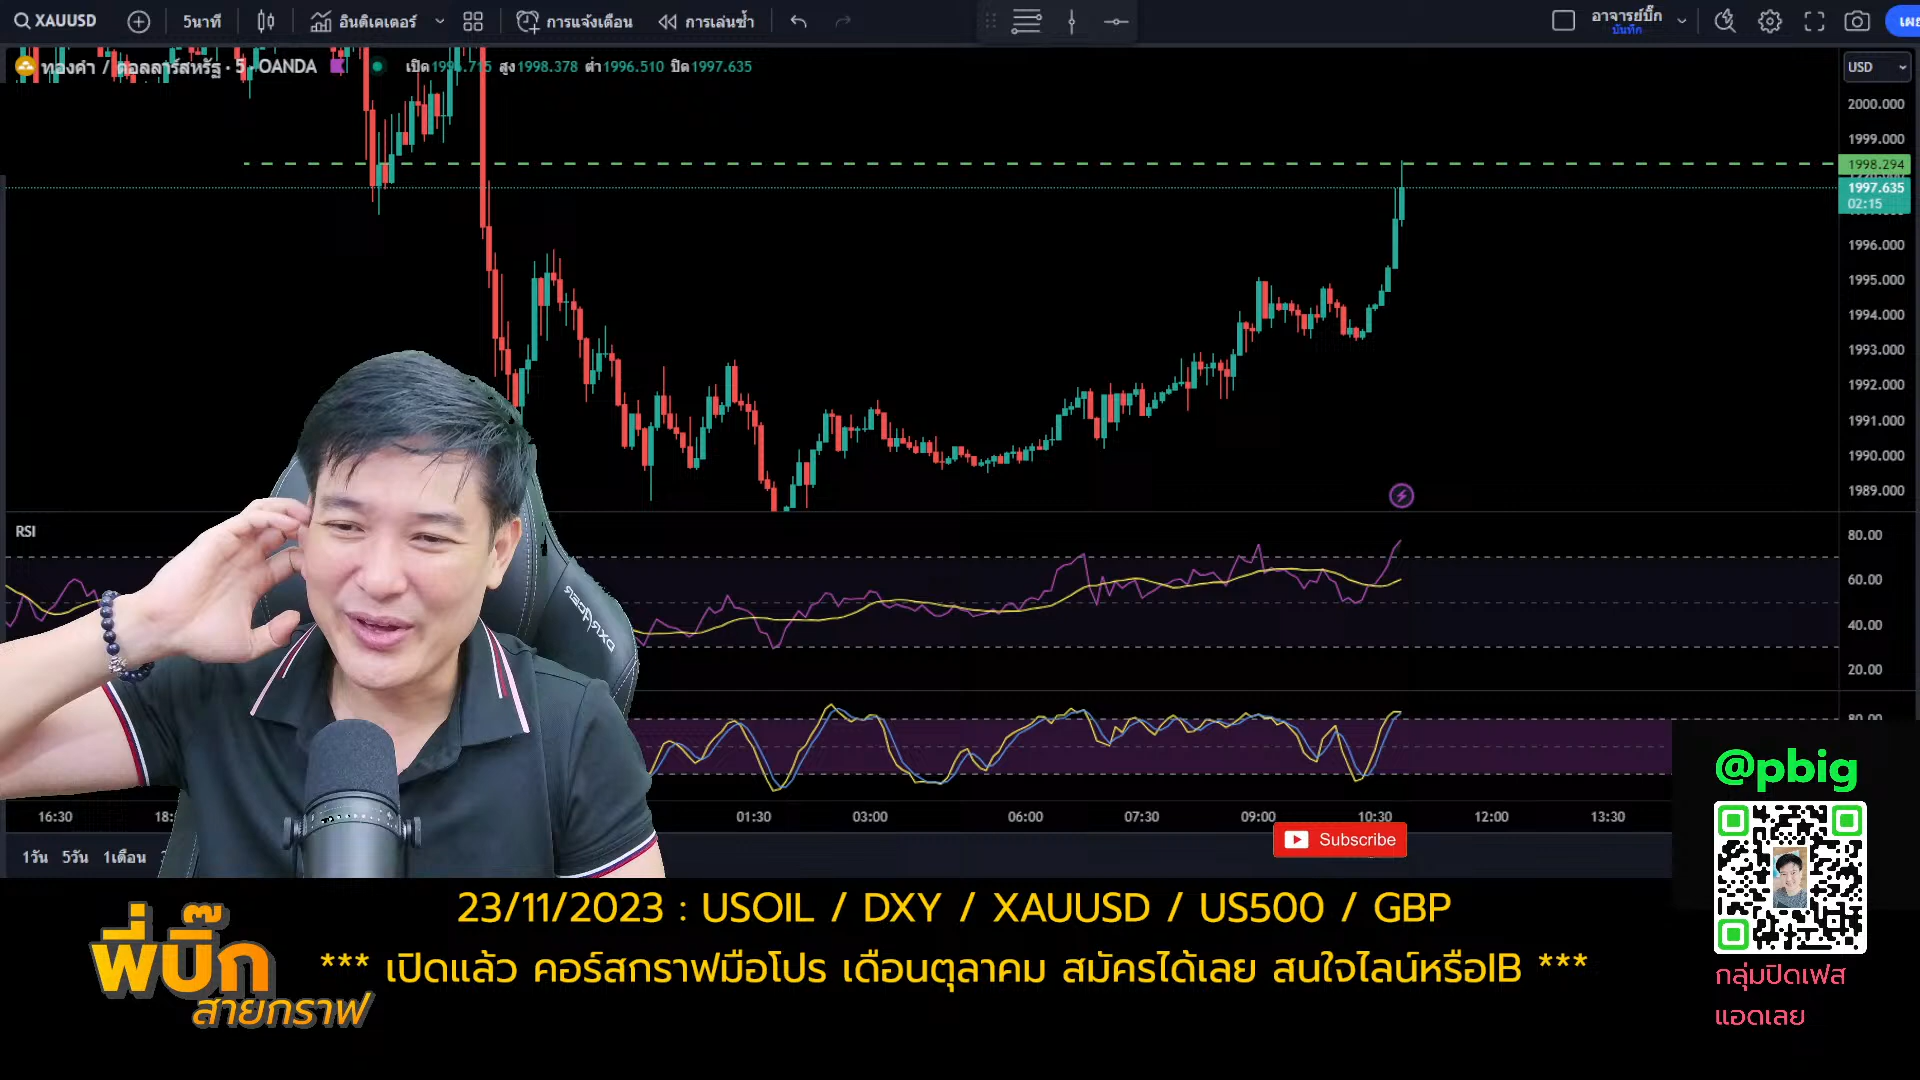 XAUUSD 5นาที อินดิเคเตอร์ การแจ้งเตือน การเล่นซ้ำ อาจารย์บิ๊ก
บันทึก
ทองคำ / ดอลลาร์สหรัฐ · 5 · OANDA
สูง1998.378 ต่ำ1996.510 ปิด1997.635
USD
2000.000
1999.000
1998.294
1997.635
02:15
1996.000
1995.000
1994.000
1993.000
1992.000
1991.000
1990.000
1989.000
RSI
80.00
60.00
40.00
20.00
80.00
DXRACER
@pbig
16:30 01:30 03:00 06:00 07:30 09:00 10:30 12:00 13:30
Subscribe
1วัน 5วัน 1เดือน
23/11/2023 : USOIL / DXY / XAUUSD / US500 / GBP
*** เปิดแล้ว คอร์สกราฟมือโปร เดือนตุลาคม สมัครได้เลย สนใจไลน์หรือIB ***
พี่บิ๊ก
สายกราฟ
กลุ่มปิดเฟส
แอดเลย